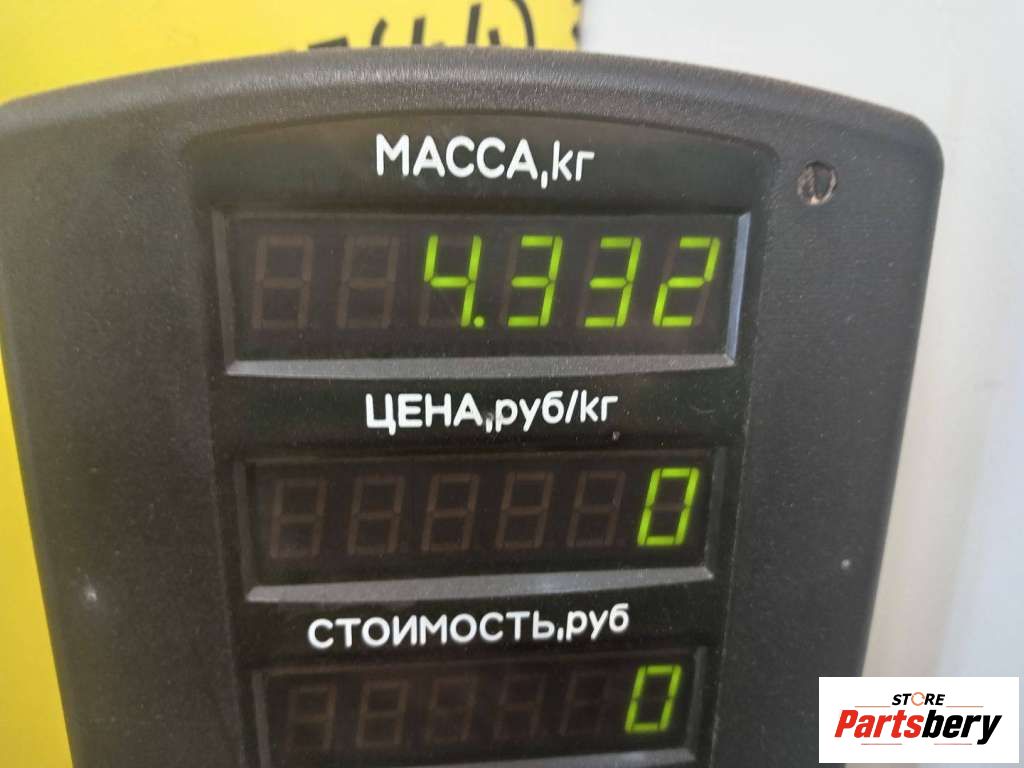 МАССА,кг
4.332
ЦЕНА,руб/кг
0
СТОИМОСТЬ,руб
0
STORE
Partsbery